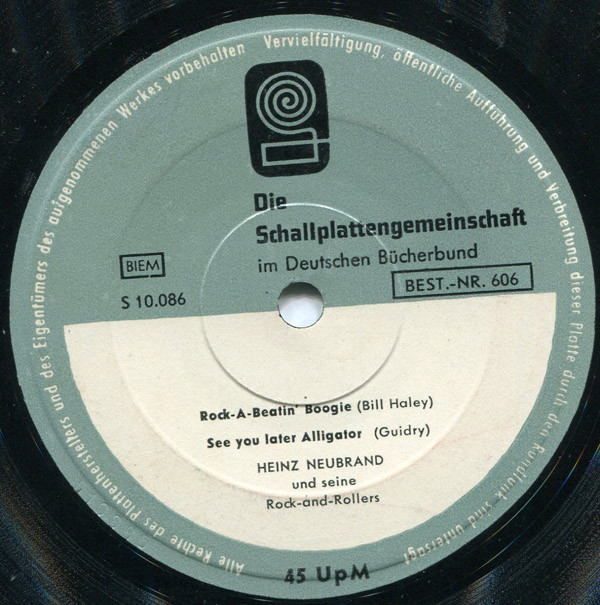 Alle Rechte des Plattenherstellers und des Eigentümers des aufgenommenen Werkes vorbehalten Vervielfältigung, öffentliche Aufführung und Verbreitung dieser Platte durch den Rundfunk sind untersagt
Die
Schallplattengemeinschaft
im Deutschen Bücherbund
BIEM
BEST.-NR. 606
S 10.086
Rock-A-Beatin' Boogie (Bill Haley)
See you later Alligator (Guidry)
HEINZ NEUBRAND
und seine
Rock-and-Rollers
45 UpM